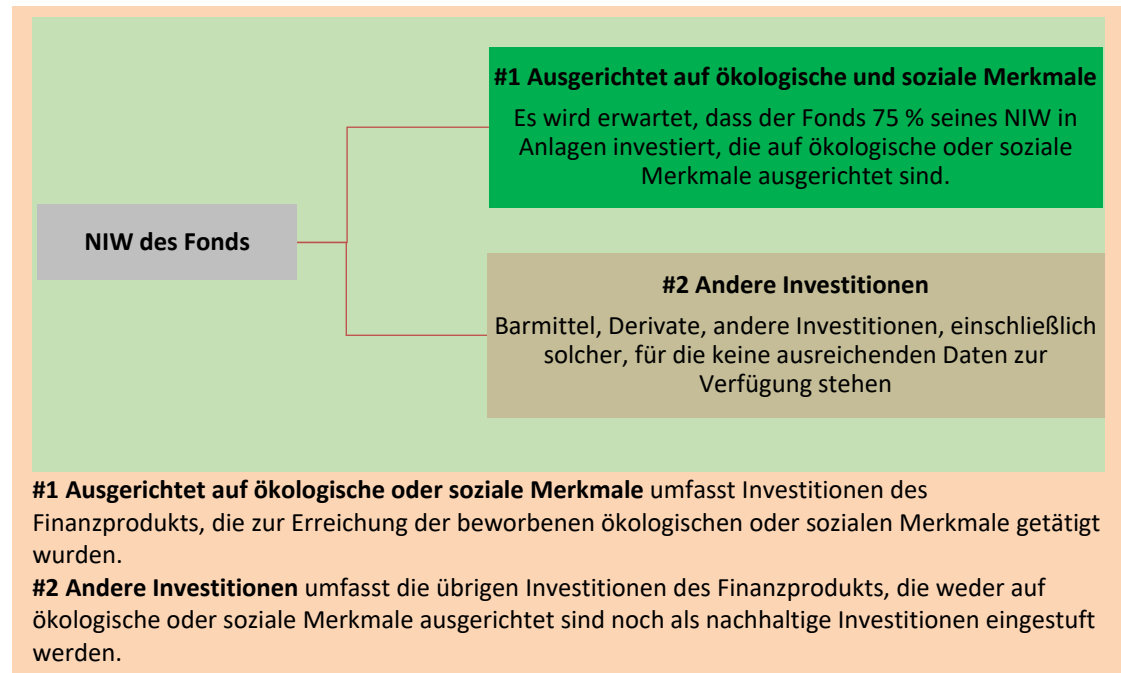 #1 Ausgerichtet auf ökologische und soziale Merkmale
Es wird erwartet, dass der Fonds 75 % seines NIW in
Anlagen investiert, die auf ökologische oder soziale
Merkmale ausgerichtet sind.
NIW des Fonds
#2 Andere Investitionen
Barmittel, Derivate, andere Investitionen, einschließlich
solcher, für die keine ausreichenden Daten zur
Verfügung stehen
#1 Ausgerichtet auf ökologische oder soziale Merkmale umfasst Investitionen des
Finanzprodukts, die zur Erreichung der beworbenen ökologischen oder sozialen Merkmale getätigt
wurden.
#2 Andere Investitionen umfasst die übrigen Investitionen des Finanzprodukts, die weder auf
ökologische oder soziale Merkmale ausgerichtet sind noch als nachhaltige Investitionen eingestuft
werden.